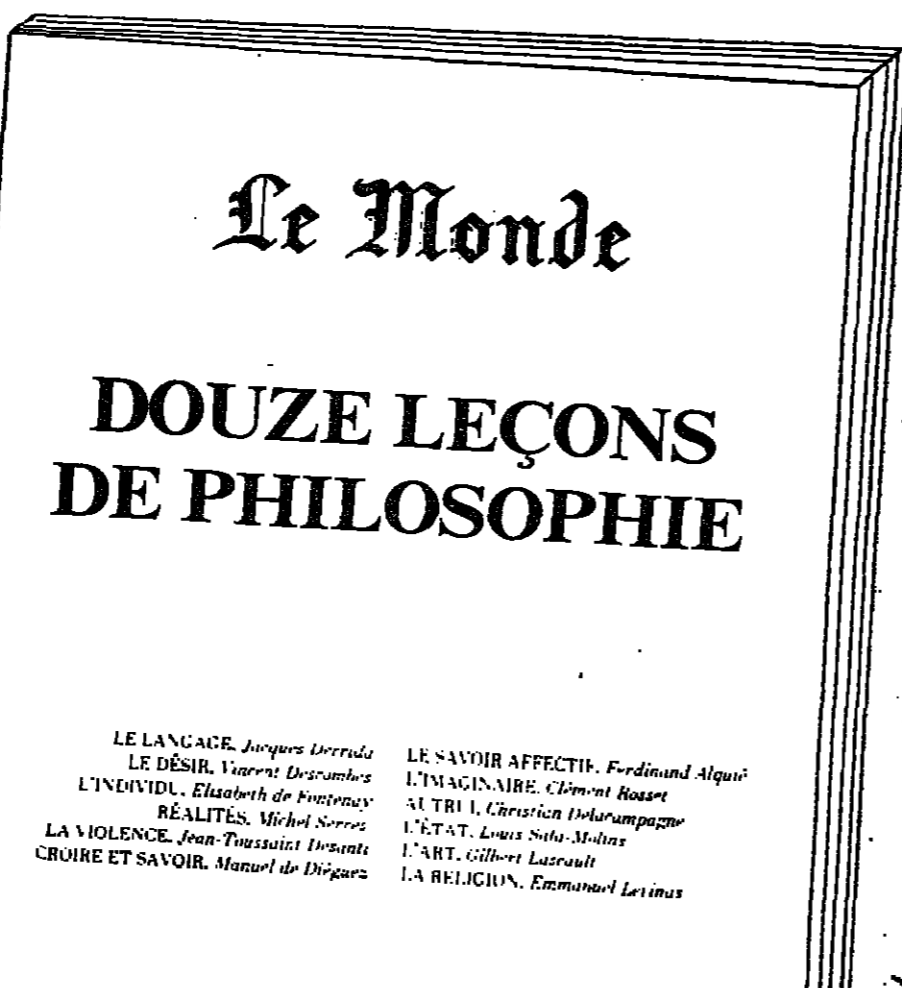 Le Monde
DOUZE LEÇONS
DE PHILOSOPHIE
LE LANGAGE. Jacques Derrida
LE DÉSIR. Vincent Descombes
L'INDIVIDU. Elisabeth de Fontenay
RÉALITÉS. Michel Serres
LA VIOLENCE. Jean-Toussaint Desanti
CROIRE ET SAVOIR. Manuel de Diéguez
LE SAVOIR AFFECTIF. Ferdinand Alquié
L'IMAGINAIRE. Clément Rosset
AUTRUI. Christian Delacampagne
L'ÉTAT. Louis Sala-Molins
L'ART. Gilbert Lascault
LA RELIGION. Emmanuel Levinas